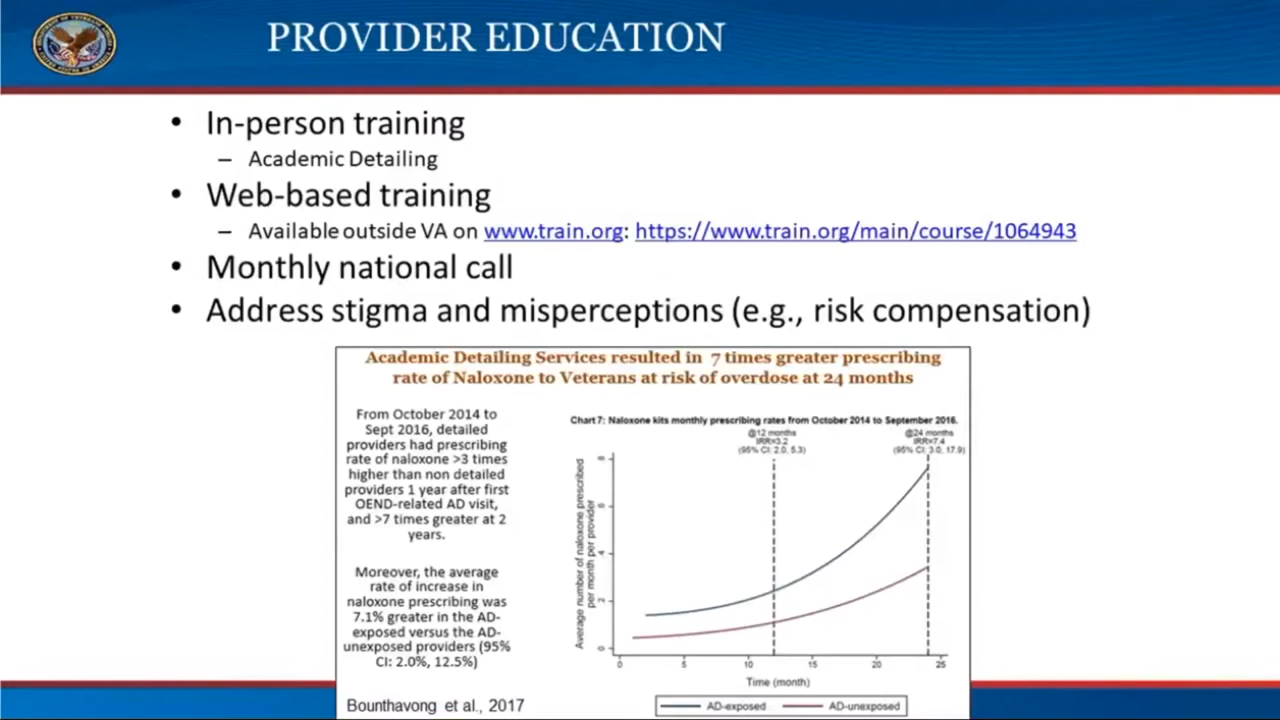 PROVIDER EDUCATION
• In-person training
– Academic Detailing
• Web-based training
– Available outside VA on www.train.org: https://www.train.org/main/course/1064943
• Monthly national call
• Address stigma and misperceptions (e.g., risk compensation)
Academic Detailing Services resulted in 7 times greater prescribing
rate of Naloxone to Veterans at risk of overdose at 24 months
From October 2014 to
Sept 2016, detailed
providers had prescribing
rate of naloxone >3 times
higher than non detailed
providers 1 year after first
OEND-related AD visit,
and >7 times greater at 2
years.
Moreover, the average
rate of increase in
naloxone prescribing was
7.1% greater in the AD-
exposed versus the AD-
unexposed providers (95%
CI: 2.0%, 12.5%)
Bounthavong et al., 2017
Chart 7: Naloxone kits monthly prescribing rates from October 2014 to September 2016.
@12 months
IRR=3.2
(95% CI: 2.0, 5.3)
@24 months
IRR=7.4
(95% CI: 3.0, 17.9)
Average number of naloxone prescribed
per month per provider
0 5 10 15 20 25
Time (month)
AD-exposed AD-unexposed